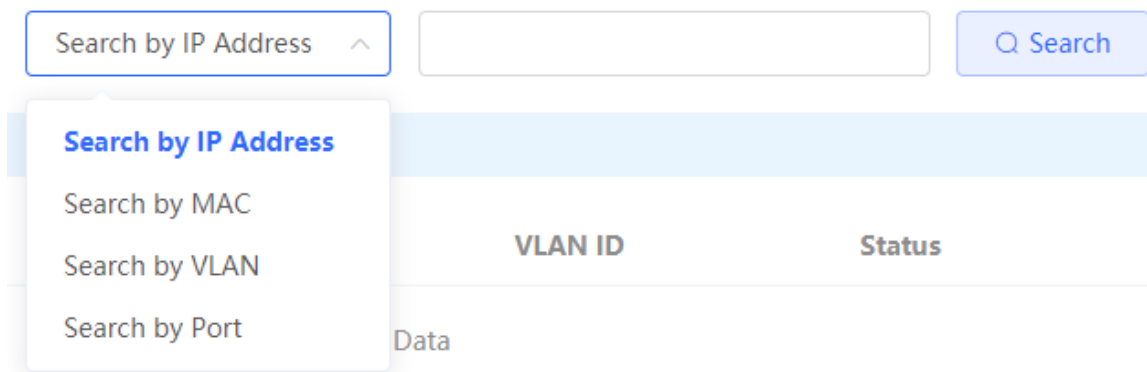 Search by IP Address
Search
Search by IP Address
Search by MAC
VLAN ID Status
Search by VLAN
Search by Port
Data